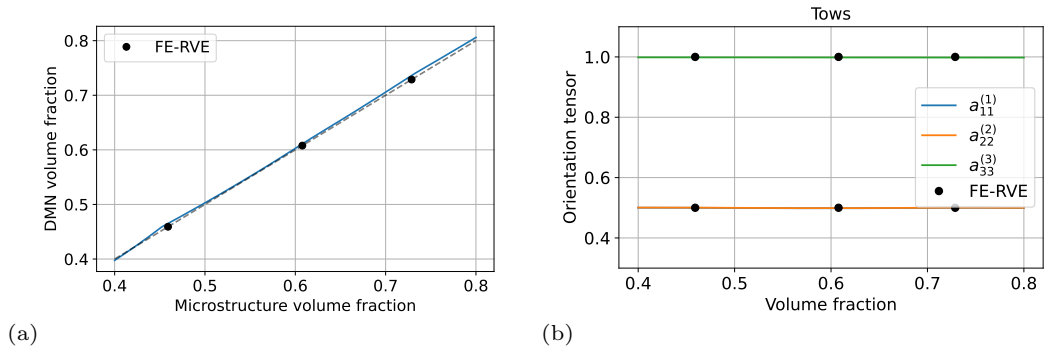 0.8
0.7
0.6
0.5
0.4
DMN volume fraction
FE-RVE
0.4 0.5 0.6 0.7 0.8
Microstructure volume fraction
(a)
Tows
1.0
0.8
0.6
0.4
Orientation tensor
a_{11}^{(1)}
a_{22}^{(2)}
a_{33}^{(3)}
FE-RVE
0.4 0.5 0.6 0.7 0.8
Volume fraction
(b)